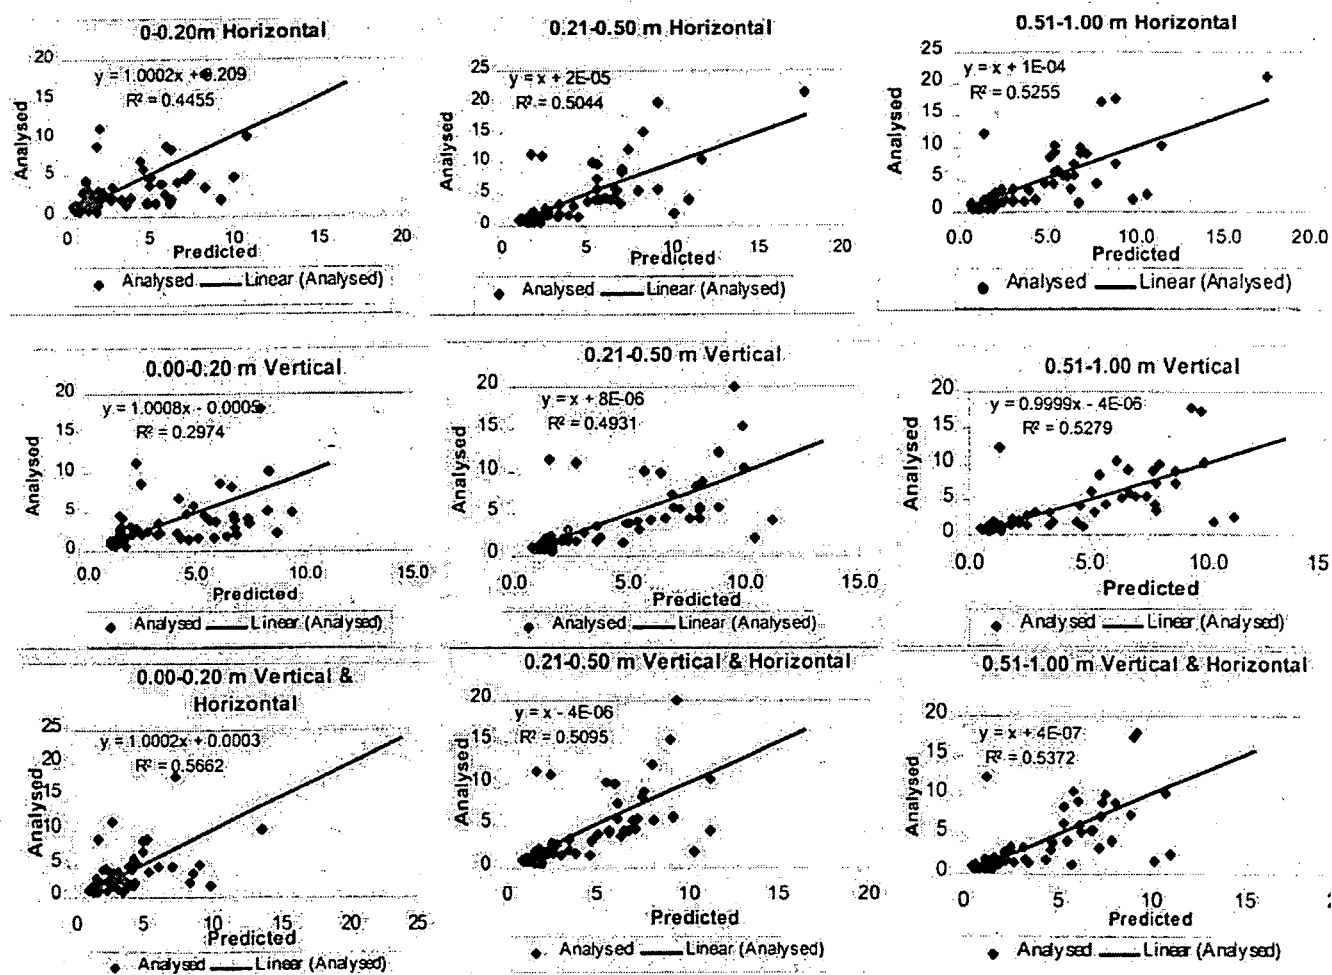 0-0.20m Horizontal
20
y = 1.0002x + 0.209
R² = 0.4455
15
10
5
0
Analysed
0 5 10 15 20
Predicted
Analysed Linear (Analysed)
0.21-0.50 m Horizontal
25
y = x + 2E-05
R² = 0.5044
20
15
10
5
0
Analysed
0.0 5.0 10.0 15.0 20.0
Predicted
Analysed Linear (Analysed)
0.51-1.00 m Horizontal
25
y = x + 1E-04
R² = 0.5255
20
15
10
5
0
Analysed
0.0 5.0 10.0 15.0 20.0
Predicted
Analysed Linear (Analysed)
0.00-0.20 m Vertical
20
y = 1.0008x - 0.0005
R² = 0.2974
15
10
5
0
Analysed
0.0 5.0 10.0 15.0
Predicted
Analysed Linear (Analysed)
0.21-0.50 m Vertical
20
y = x + 8E-06
R² = 0.4931
15
10
5
0
Analysed
0.0 5.0 10.0 15.0
Predicted
Analysed Linear (Analysed)
0.51-1.00 m Vertical
20
y = 0.9999x - 4E-06
R² = 0.5279
15
10
5
0
Analysed
0.0 5.0 10.0 15.
Predicted
Analysed Linear (Analysed)
0.00-0.20 m Vertical &
Horizontal
25
y = 1.0002x + 0.0003
R² = 0.5662
20
15
10
5
0
Analysed
0 5 10 15 20 25
Predicted
Analysed Linear (Analysed)
0.21-0.50 m Vertical & Horizontal
20
y = x - 4E-06
R² = 0.5095
15
10
5
0
Analysed
0 5 10 15 20
Predicted
Analysed Linear (Analysed)
0.51-1.00 m Vertical & Horizontal
20
y = x + 4E-07
R² = 0.5372
15
10
5
0
Analysed
0 5 10 15
Predicted
Analysed Linear (Analysed)